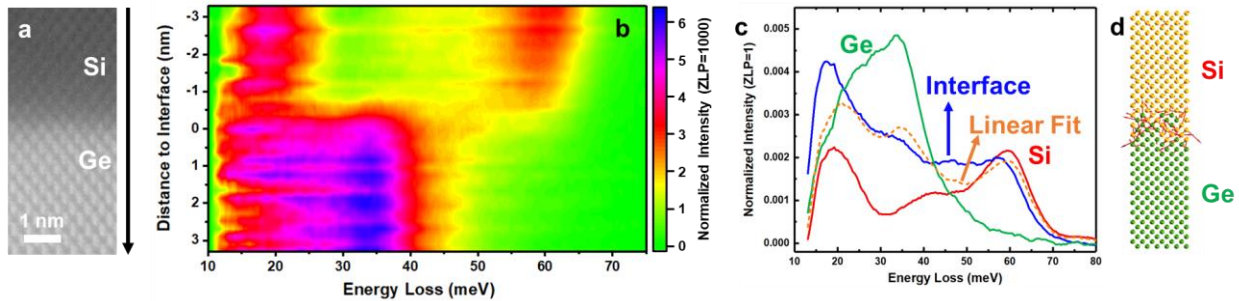 a
Si
Ge
1 nm
b
Distance to Interface (nm)
-3
-2
-1
0
1
2
3
10 20 30 40 50 60 70
Energy Loss (meV)
6
5
4
3
2
1
0
Normalized Intensity (ZLP=1000)
c
Ge
Interface
Linear Fit
Si
Normalized Intensity (ZLP=1)
0.005
0.004
0.003
0.002
0.001
0.000
10 20 30 40 50 60 70 80
Energy Loss (meV)
d
Si
Ge